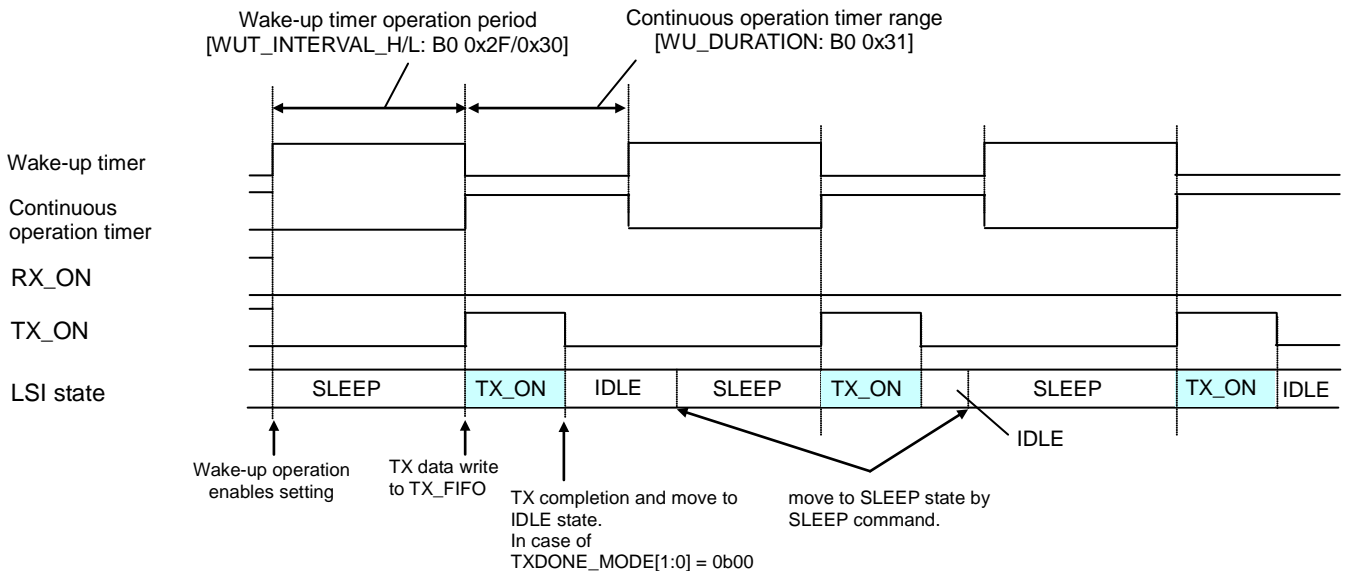 Wake-up timer operation period
[WUT_INTERVAL_H/L: B0 0x2F/0x30]
Continuous operation timer range
[WU_DURATION: B0 0x31]
Wake-up timer
Continuous
operation timer
RX_ON
TX_ON
LSI state
SLEEP
TX_ON
IDLE
SLEEP
TX_ON
SLEEP
TX_ON
IDLE
IDLE
Wake-up operation
enables setting
TX data write
to TX_FIFO
TX completion and move to
IDLE state.
In case of
TXDONE_MODE[1:0] = 0b00
move to SLEEP state by
SLEEP command.